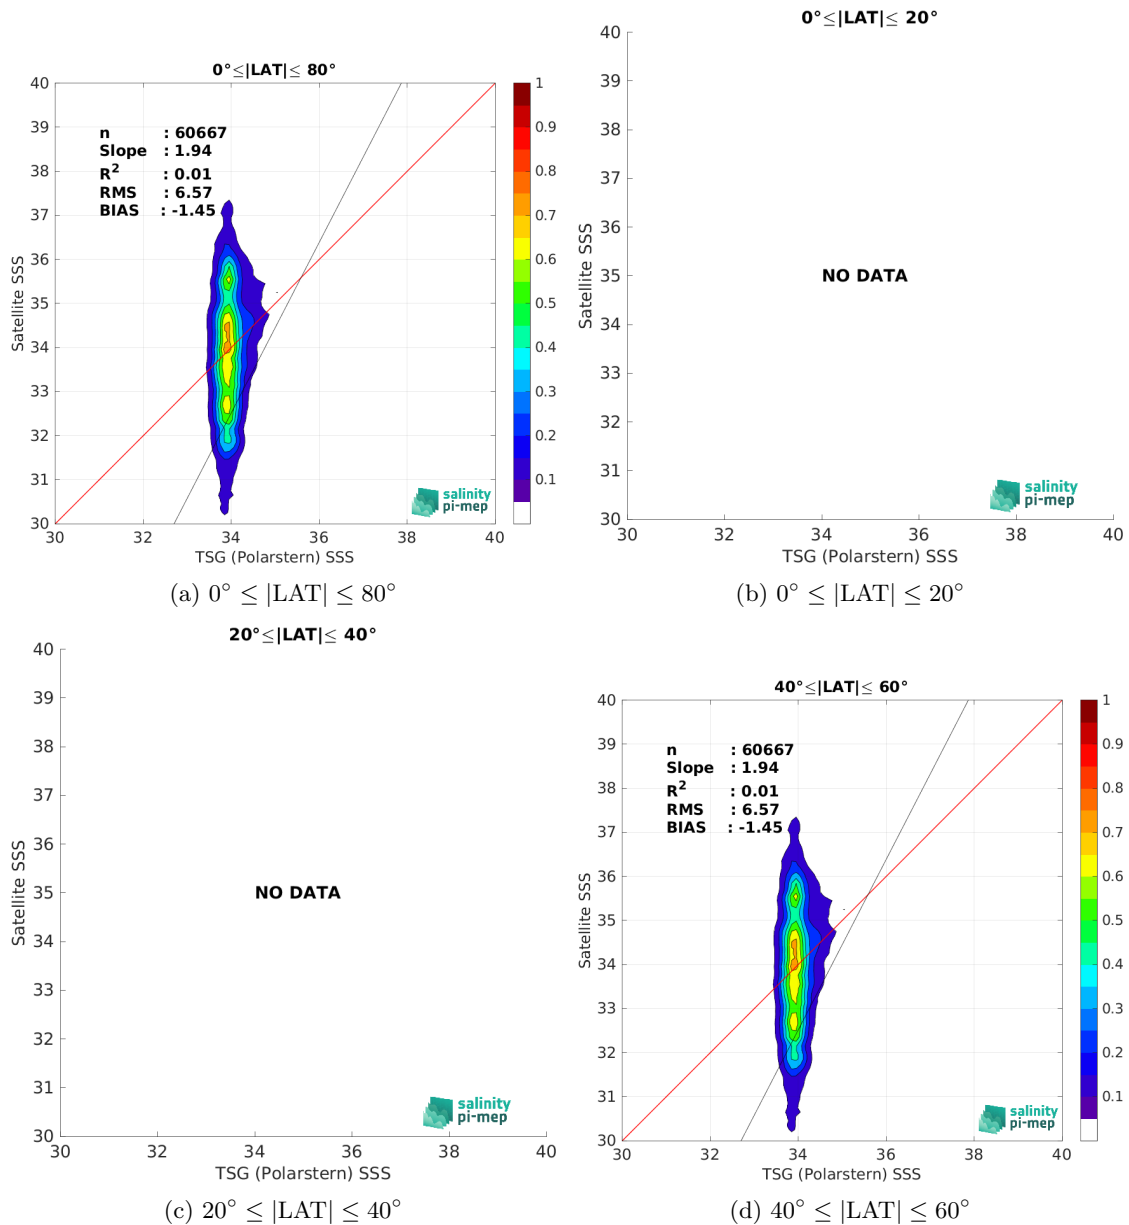 0°≤|LAT|≤ 80°
40
39
38
37
36
35
34
33
32
31
30
Satellite SSS
n : 60667
Slope : 1.94
R² : 0.01
RMS : 6.57
BIAS : -1.45
salinity
pi-mep
30 32 34 36 38 40
TSG (Polarstern) SSS
1
0.9
0.8
0.7
0.6
0.5
0.4
0.3
0.2
0.1
(a) 0° ≤ |LAT| ≤ 80°
0°≤|LAT|≤ 20°
40
39
38
37
36
35
34
33
32
31
30
Satellite SSS
NO DATA
salinity
pi-mep
30 32 34 36 38 40
TSG (Polarstern) SSS
(b) 0° ≤ |LAT| ≤ 20°
20°≤|LAT|≤ 40°
40
39
38
37
36
35
34
33
32
31
30
Satellite SSS
NO DATA
salinity
pi-mep
30 32 34 36 38 40
TSG (Polarstern) SSS
(c) 20° ≤ |LAT| ≤ 40°
40°≤|LAT|≤ 60°
40
39
38
37
36
35
34
33
32
31
30
Satellite SSS
n : 60667
Slope : 1.94
R² : 0.01
RMS : 6.57
BIAS : -1.45
salinity
pi-mep
30 32 34 36 38 40
TSG (Polarstern) SSS
1
0.9
0.8
0.7
0.6
0.5
0.4
0.3
0.2
0.1
(d) 40° ≤ |LAT| ≤ 60°